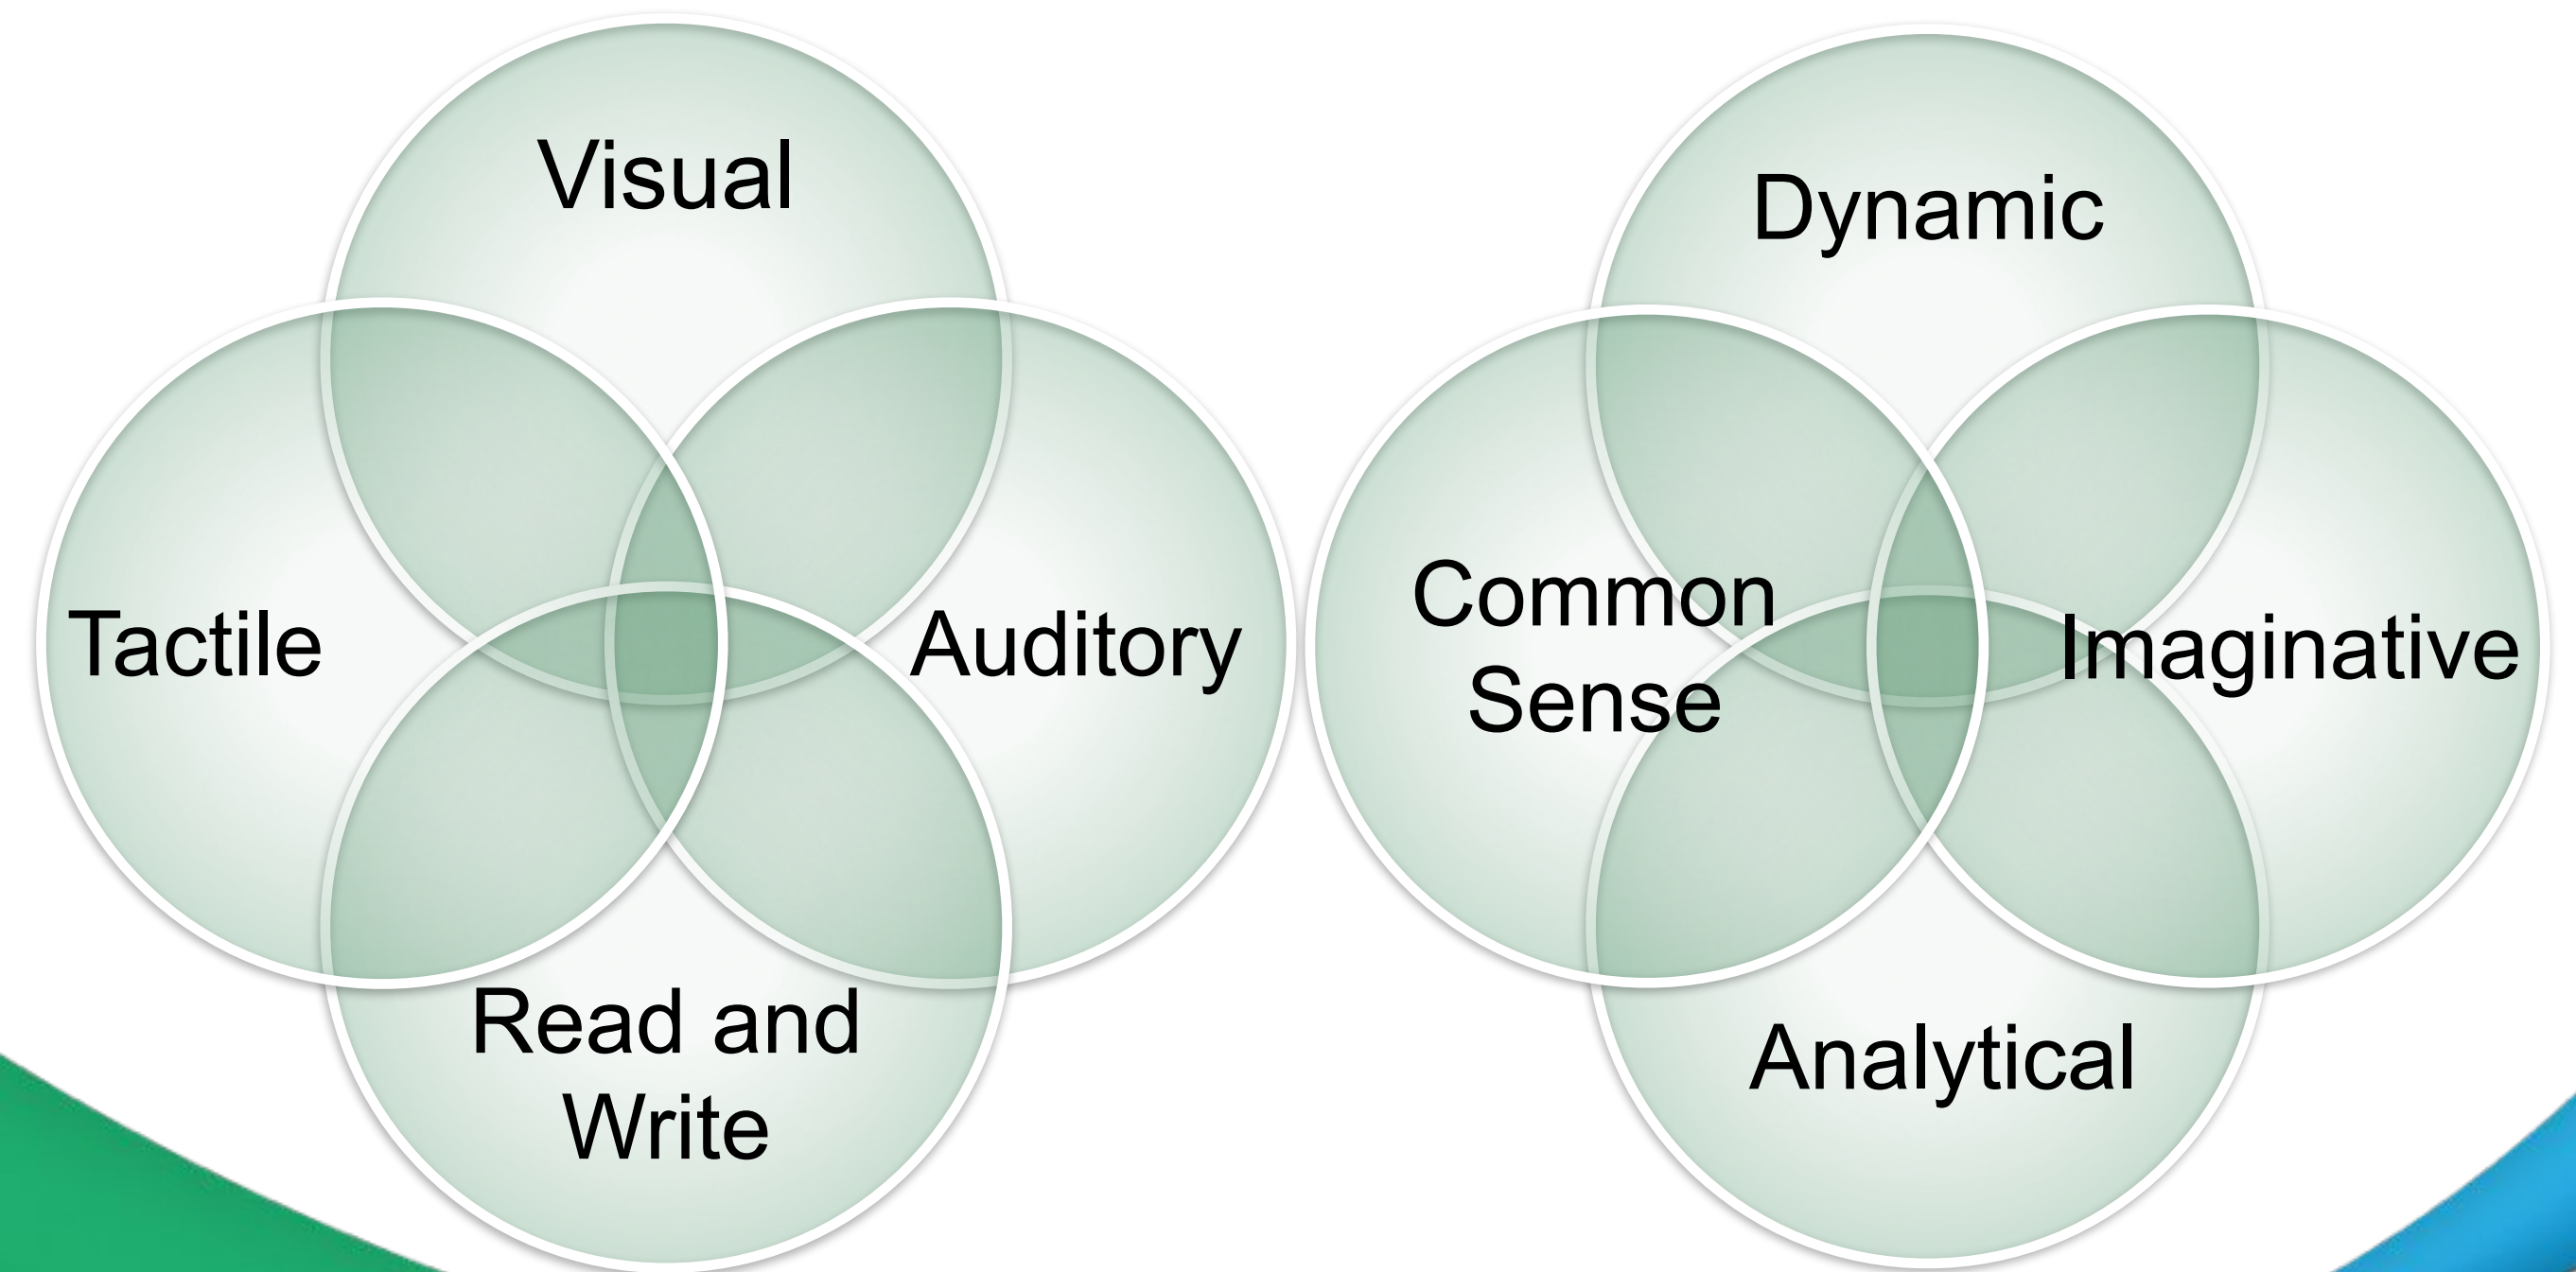 Visual
Tactile
Auditory
Read and
Write
Dynamic
Common
Sense
Imaginative
Analytical